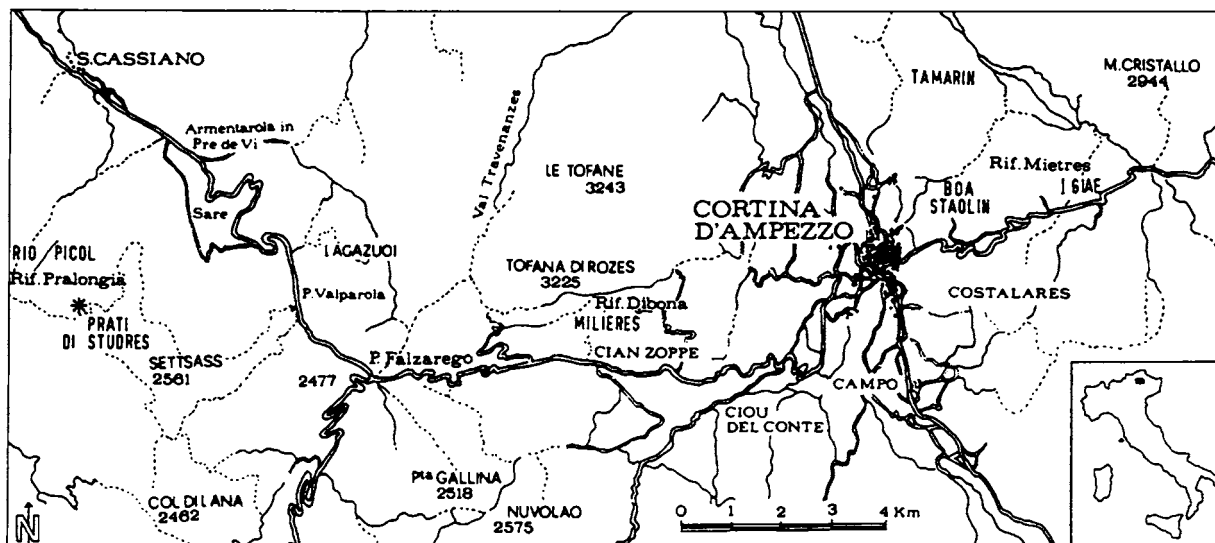 S.CASSIANO
Armentarola in
Pre de Vi
Sare
RIO PICOL
Rif. Pralongià
PRATI
DI STUORES
SETTSASS
2561
COL DI LANA
2462
N
LAGAZUOI
P. Valparola
2477
P. Falzarego
Val Travenanzes
LE TOFANE
3243
TOFANA DI ROZES
3225
Rif. Dibona
MILIERES
CIAN ZOPPE
Pta GALLINA
2518
NUVOLAO
2575
CORTINA
D'AMPEZZO
CAMPO
CIOU
DEL CONTE
TAMARIN
M. CRISTALLO
2944
Rif. Mietres
I GIAE
BOA
STAOLIN
COSTALARES
0 1 2 4 Km